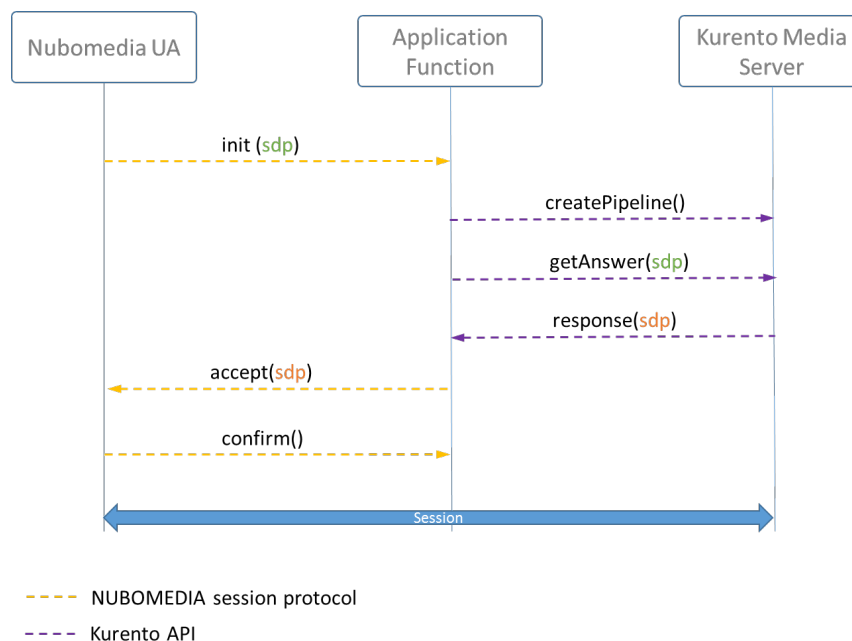 Nubomedia UA
Application
Function
Kurento Media
Server
init (sdp)
createPipeline()
getAnswer(sdp)
response(sdp)
accept(sdp)
confirm()
Session
NUBOMEDIA session protocol
Kurento API